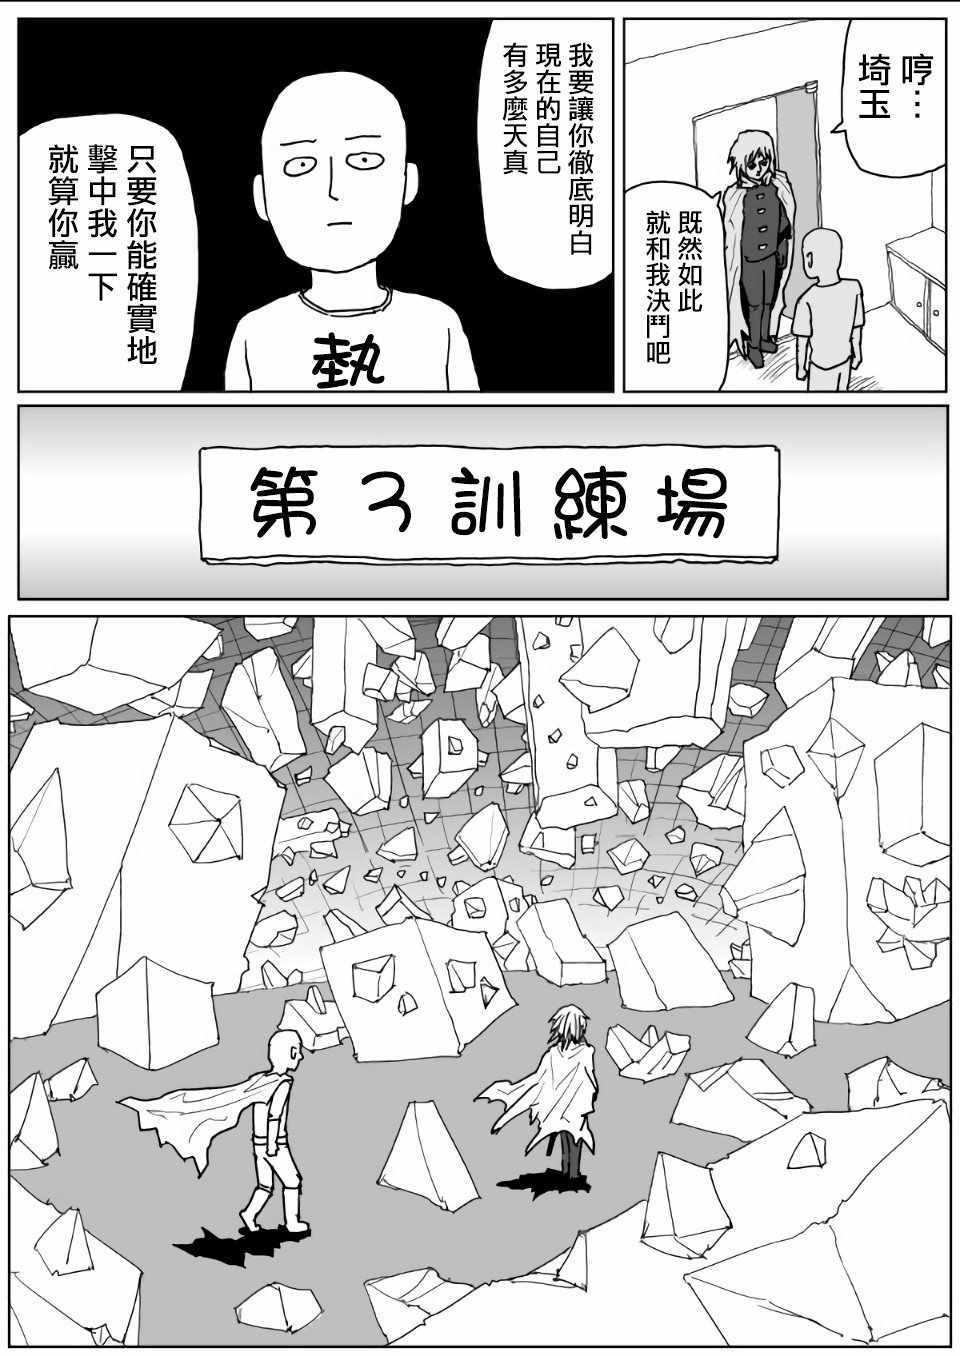 哼…
埼玉
既然如此
就和我決鬥吧
我要讓你徹底明白
現在的自己
有多麼天真
只要你能確實地
擊中我一下
就算你贏
熱
第3訓練場